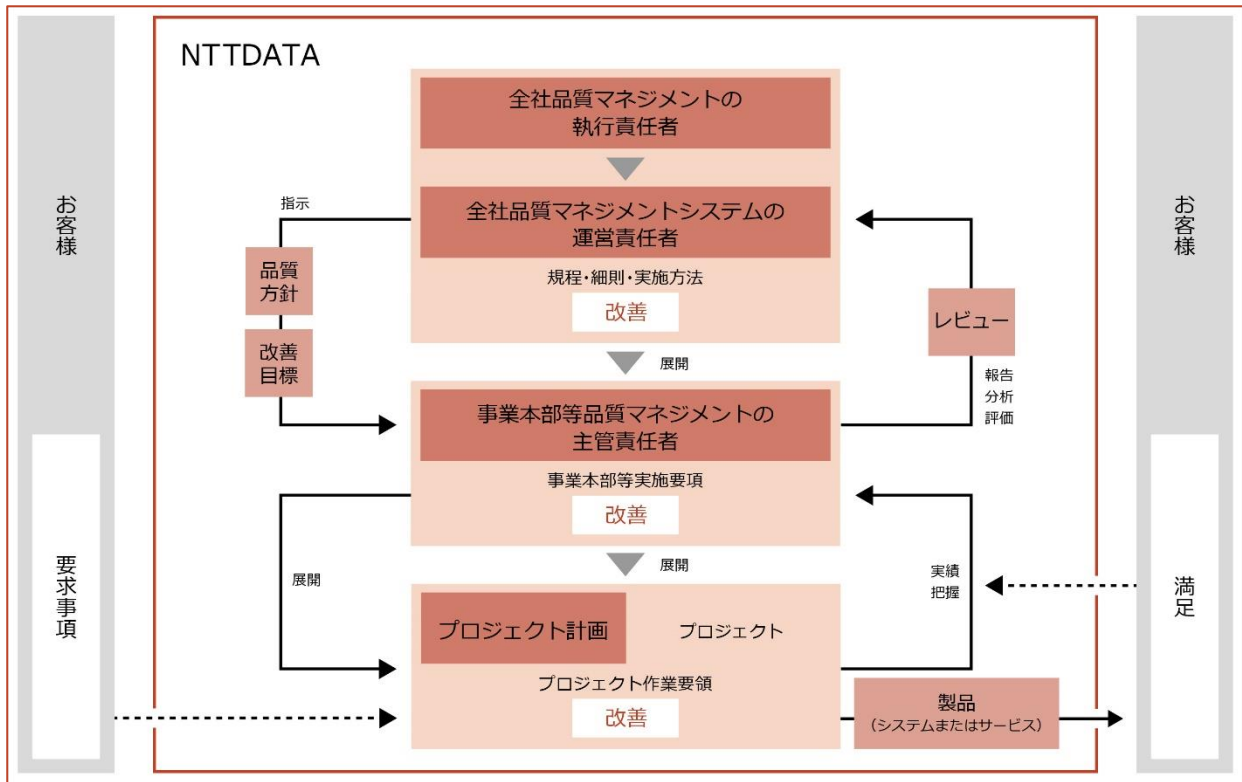 NTTDATA
お客様
要求事項
全社品質マネジメントの
執行責任者
全社品質マネジメントシステムの
運営責任者
規程・細則・実施方法
改善
指示
品質
方針
改善
目標
展開
レビュー
報告
分析
評価
事業本部等品質マネジメントの
主管責任者
事業本部等実施要項
改善
展開
展開
実績
把握
プロジェクト計画
プロジェクト
プロジェクト作業要領
改善
製品
（システムまたはサービス）
お客様
満足